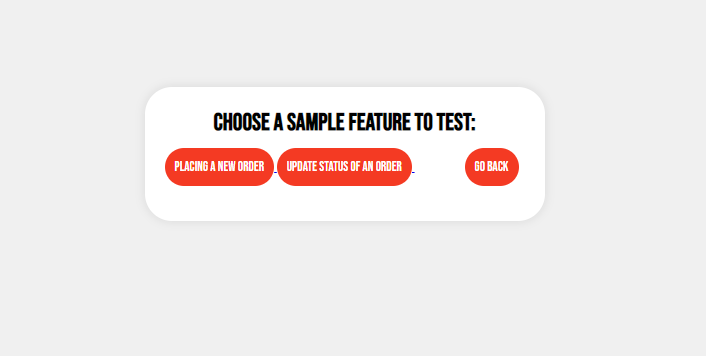 CHOOSE A SAMPLE FEATURE TO TEST:
PLACING A NEW ORDER UPDATE STATUS OF AN ORDER GO BACK